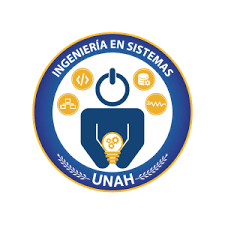 INGENIERÍA EN SISTEMAS
UNAH